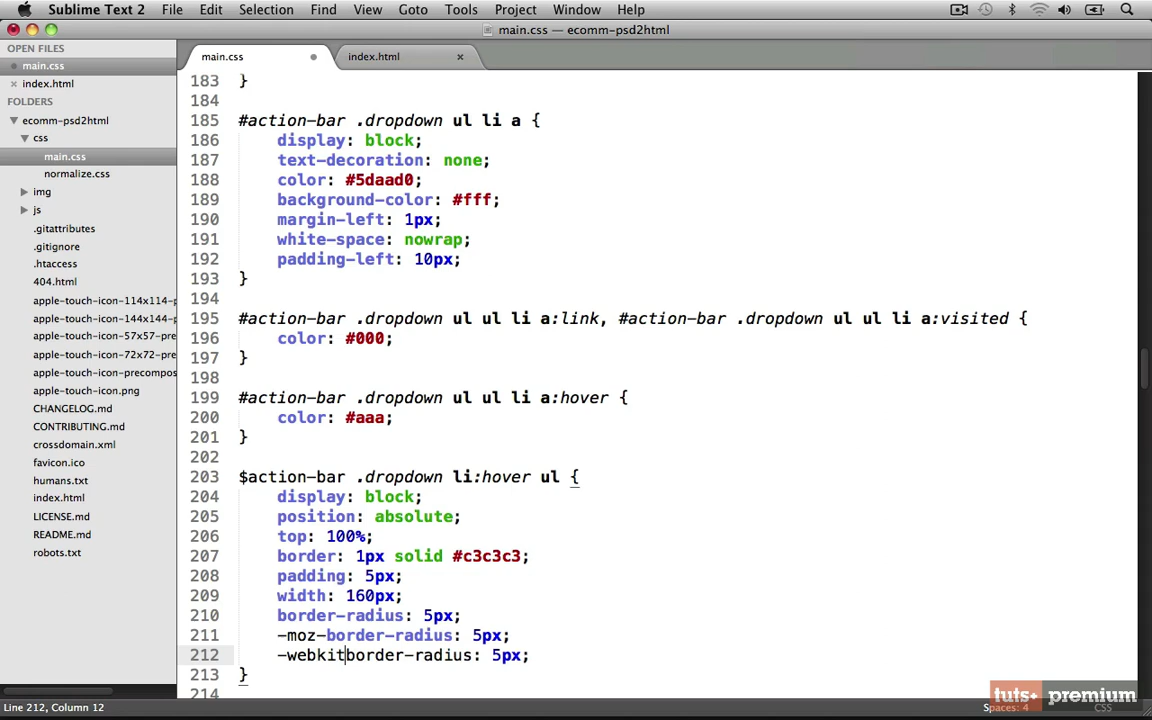 Sublime Text 2 File Edit Selection Find View Goto Tools Project Window Help
main.css — ecomm-psd2html
OPEN FILES
main.css
index.html
FOLDERS
ecomm-psd2html
css
main.css
normalize.css
img
js
.gitattributes
.gitignore
.htaccess
404.html
apple-touch-icon-114x114-p
apple-touch-icon-144x144-p
apple-touch-icon-57x57-pre
apple-touch-icon-72x72-pre
apple-touch-icon-precompos
apple-touch-icon.png
CHANGELOG.md
CONTRIBUTING.md
crossdomain.xml
favicon.ico
humans.txt
index.html
LICENSE.md
README.md
robots.txt
main.css index.html
183 }
184
185 #action-bar .dropdown ul li a {
186 display: block;
187 text-decoration: none;
188 color: #5daad0;
189 background-color: #fff;
190 margin-left: 1px;
191 white-space: nowrap;
192 padding-left: 10px;
193 }
194
195 #action-bar .dropdown ul ul li a:link, #action-bar .dropdown ul ul li a:visited {
196 color: #000;
197 }
198
199 #action-bar .dropdown ul ul li a:hover {
200 color: #aaa;
201 }
202
203 $action-bar .dropdown li:hover ul {
204 display: block;
205 position: absolute;
206 top: 100%;
207 border: 1px solid #c3c3c3;
208 padding: 5px;
209 width: 160px;
210 border-radius: 5px;
211 -moz-border-radius: 5px;
212 -webkitborder-radius: 5px;
213 }
214
tuts+ premium
Line 212, Column 12 Spaces: 4 CSS